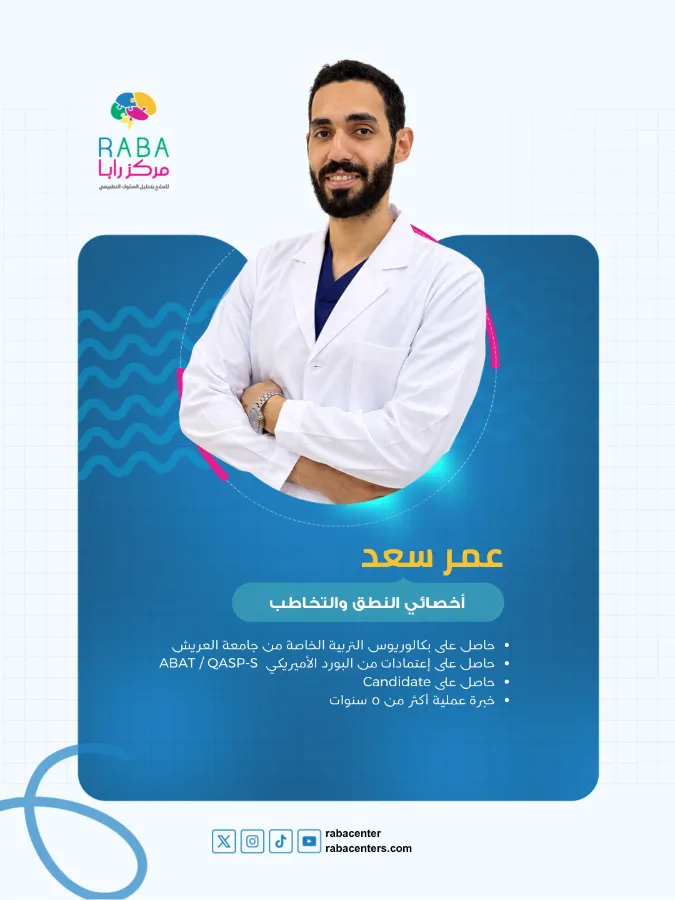 RABA
مركز رابا
للعلاج بتحليل السلوك التطبيقي
عمر سعد
أخصائي النطق والتخاطب
حاصل على بكالوريوس التربية الخاصة من جامعة العريش
حاصل على إعتمادات من البورد الأميريكي ABAT / QASP-S
حاصل على Candidate
خبرة عملية أكثر من ٥ سنوات
rabacenter
rabacenters.com